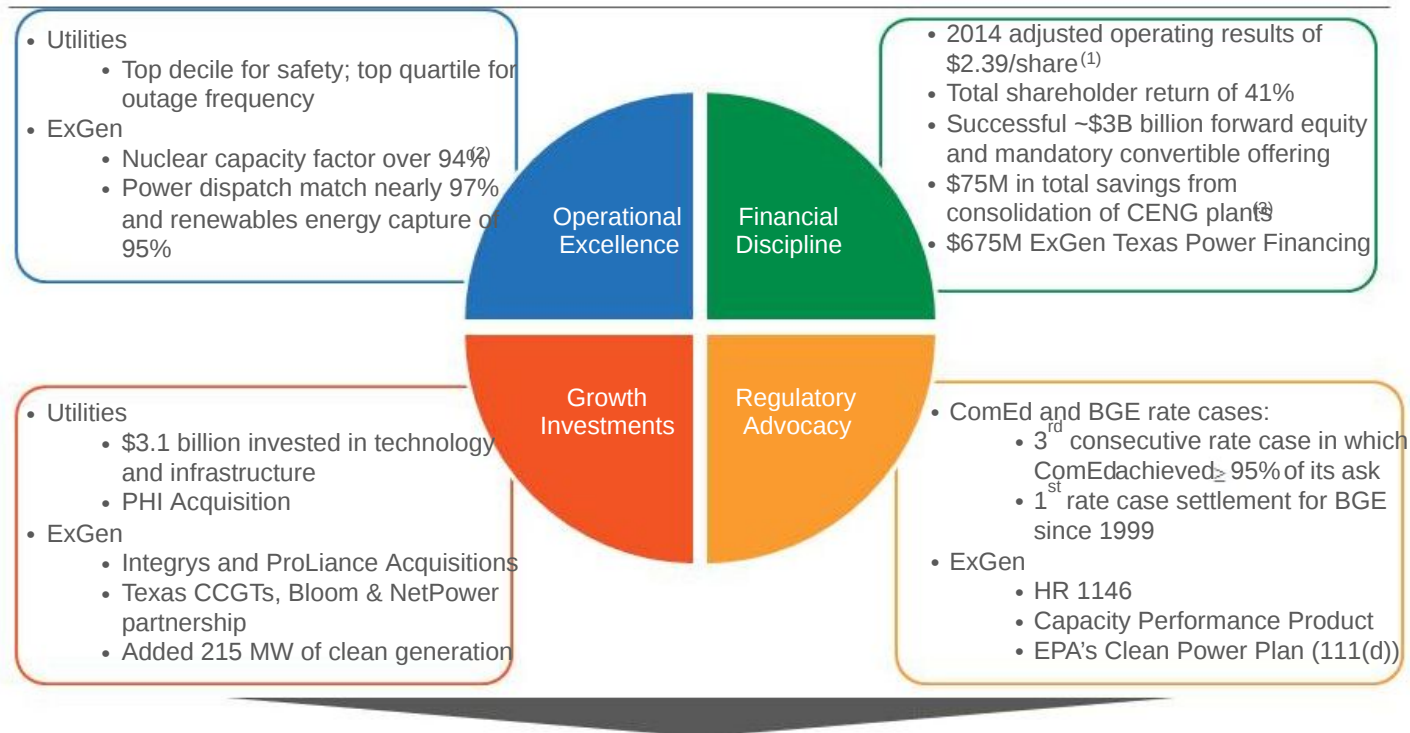 • Utilities
• Top decile for safety; top quartile for
outage frequency
• ExGen
• Nuclear capacity factor over 94%(2)
• Power dispatch match nearly 97%
and renewables energy capture of
95%
Operational
Excellence
Financial
Discipline
• 2014 adjusted operating results of
$2.39/share(1)
• Total shareholder return of 41%
• Successful ~$3B billion forward equity
and mandatory convertible offering
• $75M in total savings from
consolidation of CENG plants(3)
• $675M ExGen Texas Power Financing
• Utilities
• $3.1 billion invested in technology
and infrastructure
• PHI Acquisition
• ExGen
• Integrys and ProLiance Acquisitions
• Texas CCGTs, Bloom & NetPower
partnership
• Added 215 MW of clean generation
Growth
Investments
Regulatory
Advocacy
• ComEd and BGE rate cases:
• 3rd consecutive rate case in which
ComEd achieved ≥ 95% of its ask
• 1st rate case settlement for BGE
since 1999
• ExGen
• HR 1146
• Capacity Performance Product
• EPA’s Clean Power Plan (111(d))